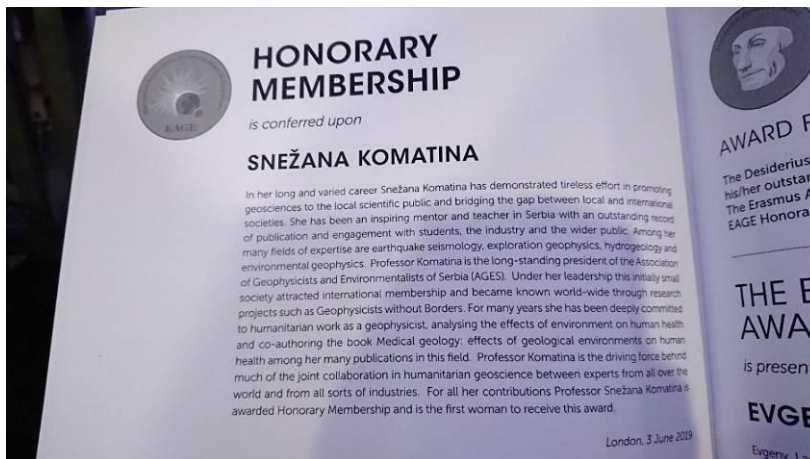 HONORARY
MEMBERSHIP
is conferred upon
SNEŽANA KOMATINA
In her long and varied career Snežana Komatina has demonstrated tireless effort in promoting
geosciences to the local scientific public and bridging the gap between local and international
societies. She has been an inspiring mentor and teacher in Serbia with an outstanding record
of publication and engagement with students, the industry and the wider public. Among her
many fields of expertise are earthquake seismology, exploration geophysics, hydrogeology and
environmental geophysics. Professor Komatina is the long-standing president of the Association
of Geophysicists and Environmentalists of Serbia (AGES). Under her leadership this initially small
society attracted international membership and became known world-wide through research
projects such as Geophysicists without Borders. For many years she has been deeply committed
to humanitarian work as a geophysicist, analysing the effects of environment on human health
and co-authoring the book Medical geology: effects of geological environments on human
health among her many publications in this field. Professor Komatina is the driving force behind
much of the joint collaboration in humanitarian geoscience between experts from all over the
world and from all sorts of industries. For all her contributions Professor Snežana Komatina is
awarded Honorary Membership and is the first woman to receive this award.
London, 3 June 2019
EAGE
AWARD F
The Desiderius
his/her outstan
The Erasmus A
EAGE Honora
THE E
AWA
is presen
EVGE
Evgeny